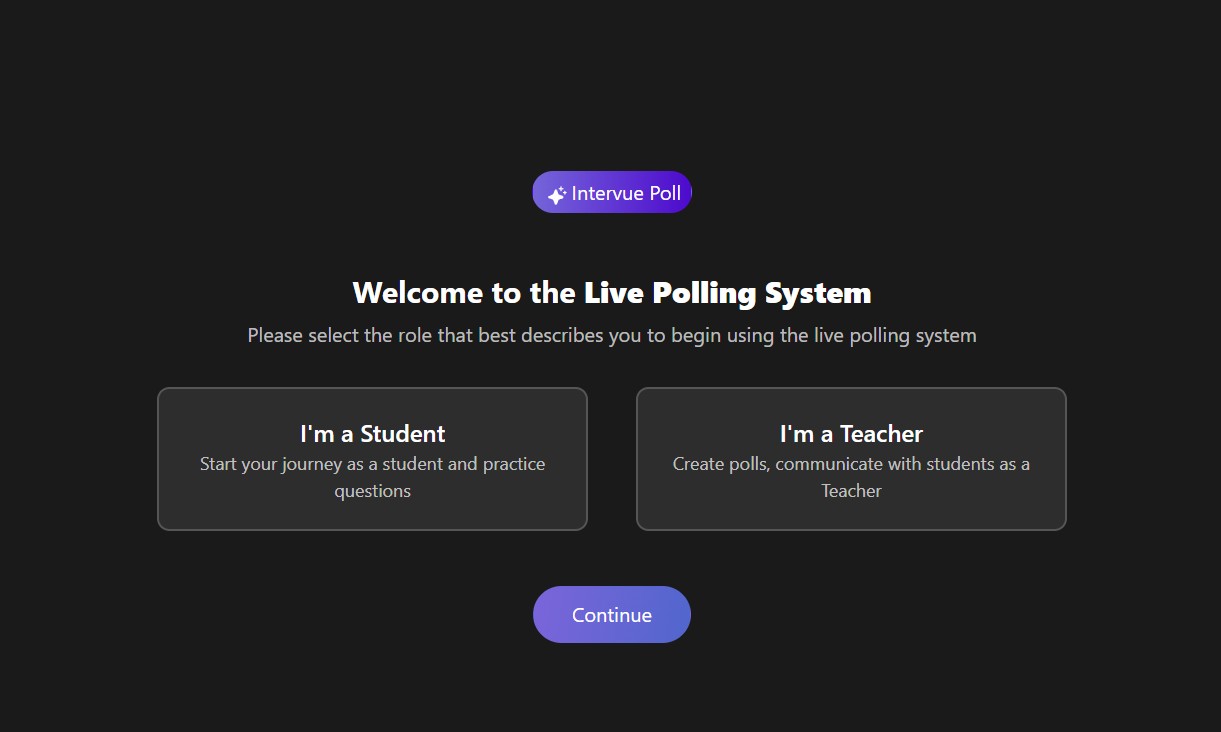 Intervue Poll
Welcome to the Live Polling System
Please select the role that best describes you to begin using the live polling system
I'm a Student
Start your journey as a student and practice
questions
I'm a Teacher
Create polls, communicate with students as a
Teacher
Continue